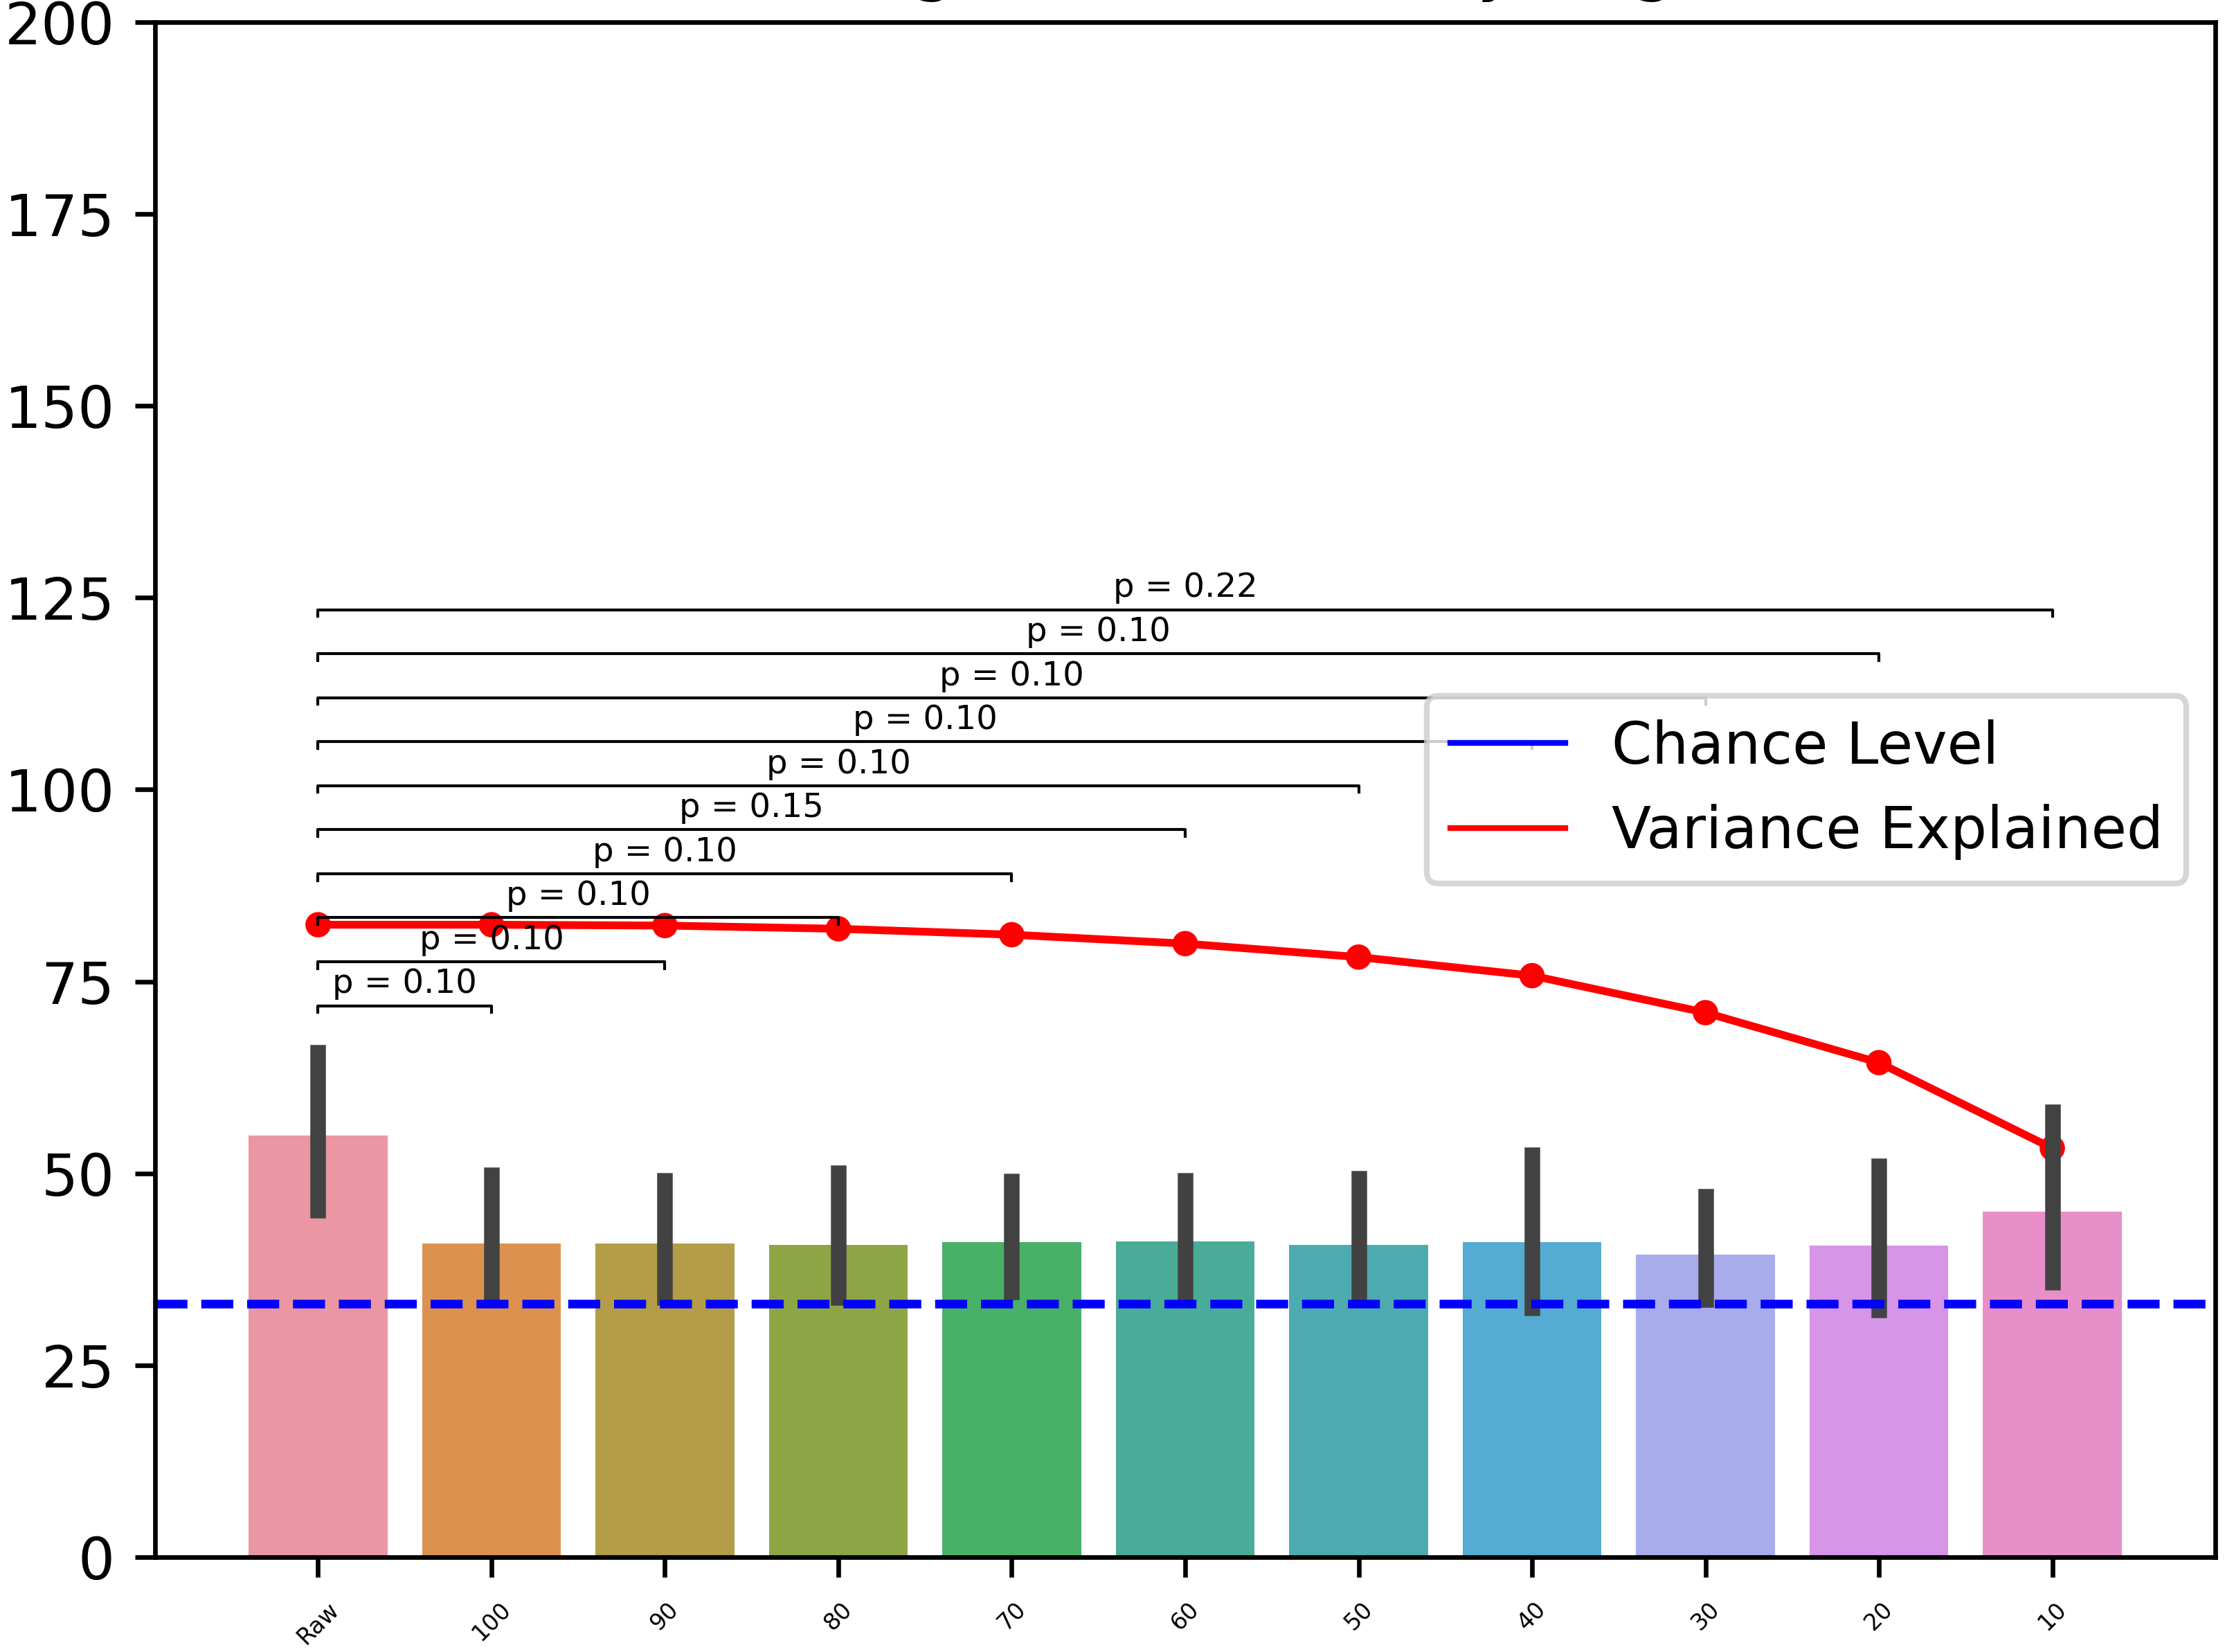 200
175
150
125
100
75
50
25
0
p = 0.22
p = 0.10
p = 0.10
p = 0.10
p = 0.10
p = 0.15
p = 0.10
p = 0.10
p = 0.10
p = 0.10
Chance Level
Variance Explained
Raw 100 90 80 70 60 50 40 30 20 10